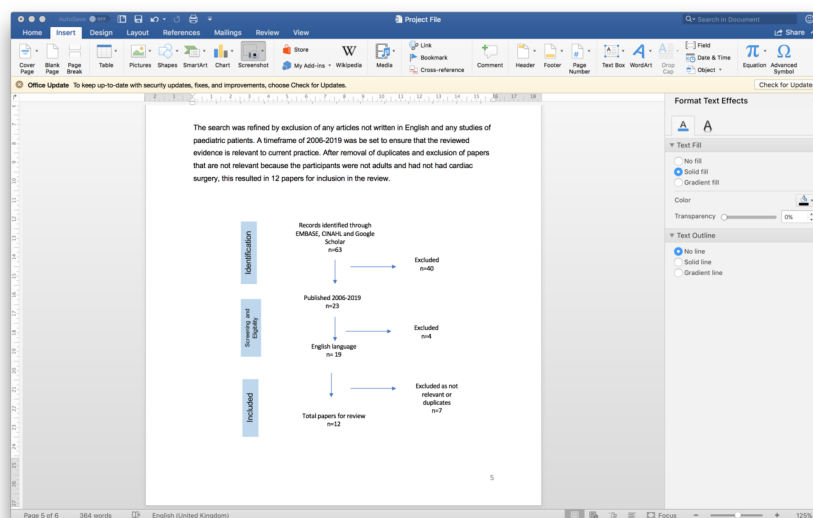 AutoSave OFF
Project File
Search in Document
Home Insert Design Layout References Mailings Review View
Share
Cover Page
Blank Page
Page Break
Table
Pictures
Shapes
SmartArt
Chart
Screenshot
Store
My Add-ins
W
Wikipedia
Media
Link
Bookmark
Cross-reference
Comment
Header
Footer
Page Number
Text Box
WordArt
Drop Cap
Field
Date & Time
Object
Equation
Advanced Symbol
Office Update To keep up-to-date with security updates, fixes, and improvements, choose Check for Updates.
Check for Updates
The search was refined by exclusion of any articles not written in English and any studies of
paediatric patients. A timeframe of 2006-2019 was be set to ensure that the reviewed
evidence is relevant to current practice. After removal of duplicates and exclusion of papers
that are not relevant because the participants were not adults and had not had cardiac
surgery, this resulted in 12 papers for inclusion in the review.
Identification
Records identified through
EMBASE, CINAHL and Google
Scholar
n=63
Excluded
n=40
Screening and
Eligibility
Published 2006-2019
n=23
Excluded
n=4
English language
n= 19
Included
Excluded as not
relevant or
duplicates
n=7
Total papers for review
n=12
5
Format Text Effects
A A
Text Fill
No fill
Solid fill
Gradient fill
Color
Transparency 0%
Text Outline
No line
Solid line
Gradient line
Page 5 of 6 364 words English (United Kingdom)
Focus
125%